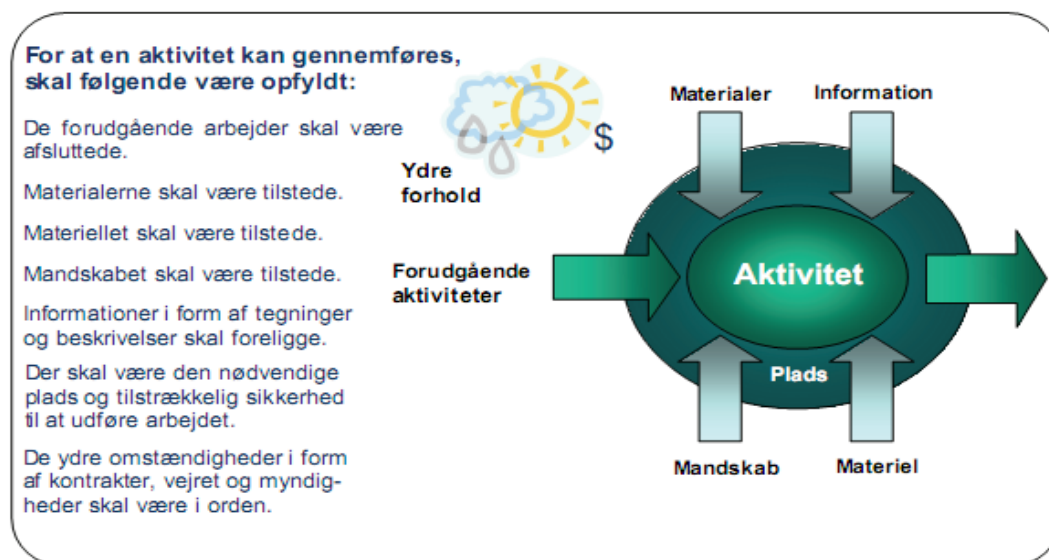 For at en aktivitet kan gennemføres,
skal følgende være opfyldt:
De forudgående arbejder skal være
afsluttede.
Materialerne skal være tilstede.
Materiellet skal være tilstede.
Mandskabet skal være tilstede.
Informationer i form af tegninger
og beskrivelser skal foreligge.
Der skal være den nødvendige
plads og tilstrækkelig sikkerhed
til at udføre arbejdet.
De ydre omstændigheder i form
af kontrakter, vejret og myndig-
heder skal være i orden.
$
Ydre
forhold
Materialer
Information
Forudgående
aktiviteter
Aktivitet
Plads
Mandskab
Materiel